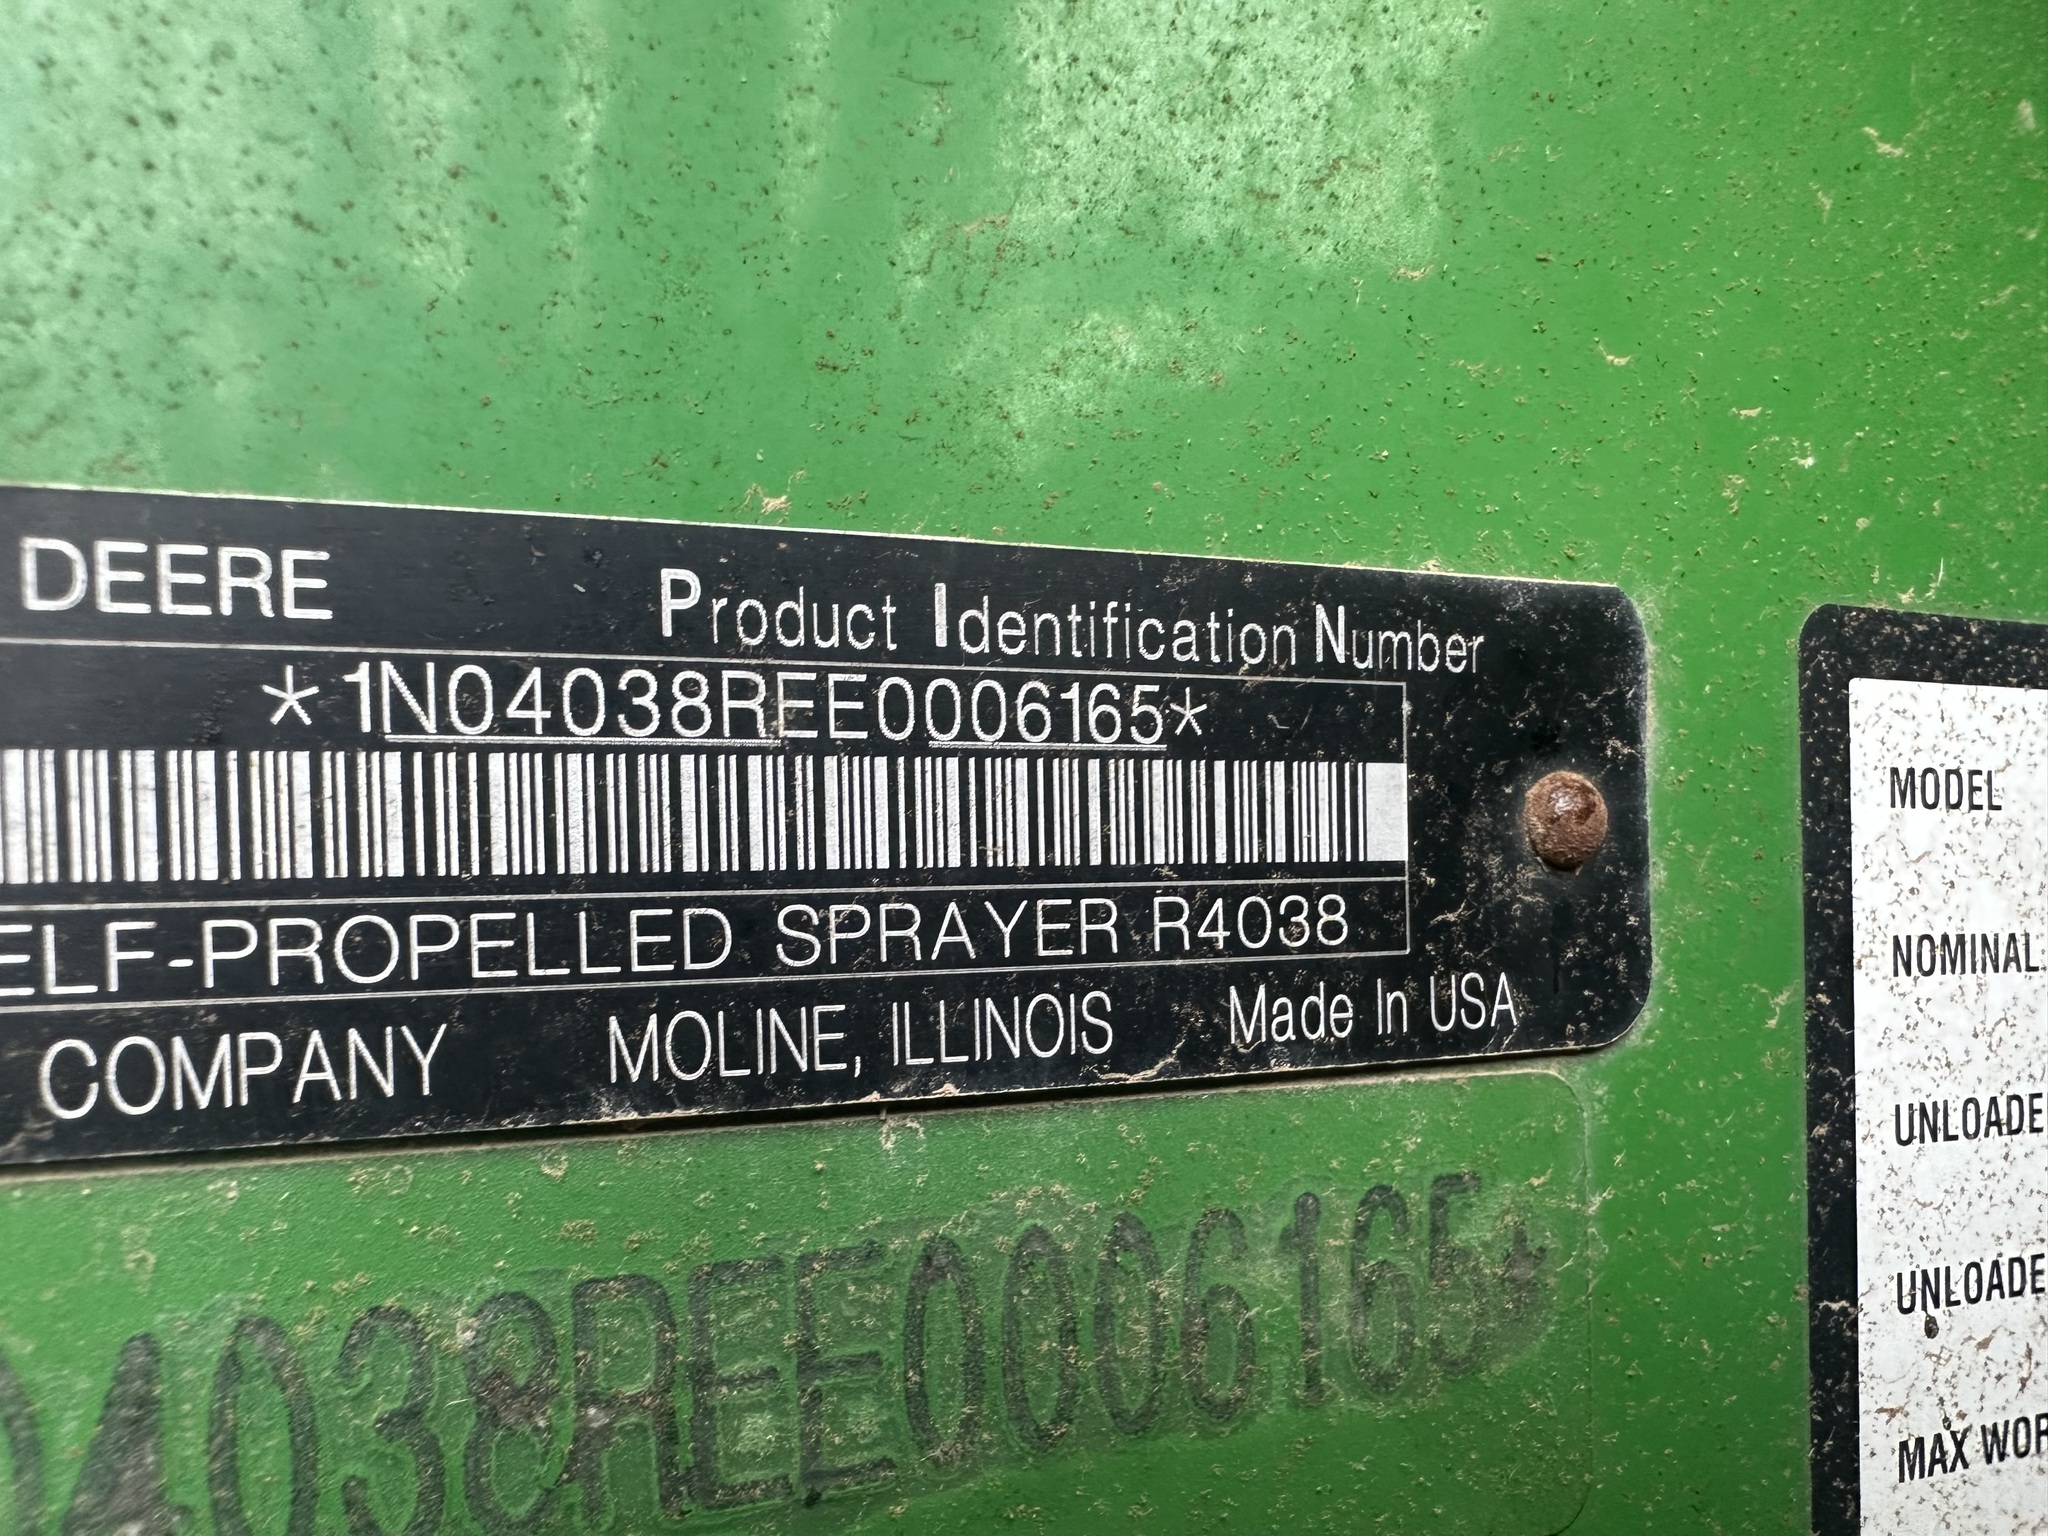 DEERE
Product Identification Number
*1N04038REE0006165*
ELF-PROPELLED SPRAYER R4038
COMPANY MOLINE, ILLINOIS Made In USA
04038REE0006165*
MODEL
NOMINAL
UNLOADE
UNLOADE
MAX WOR